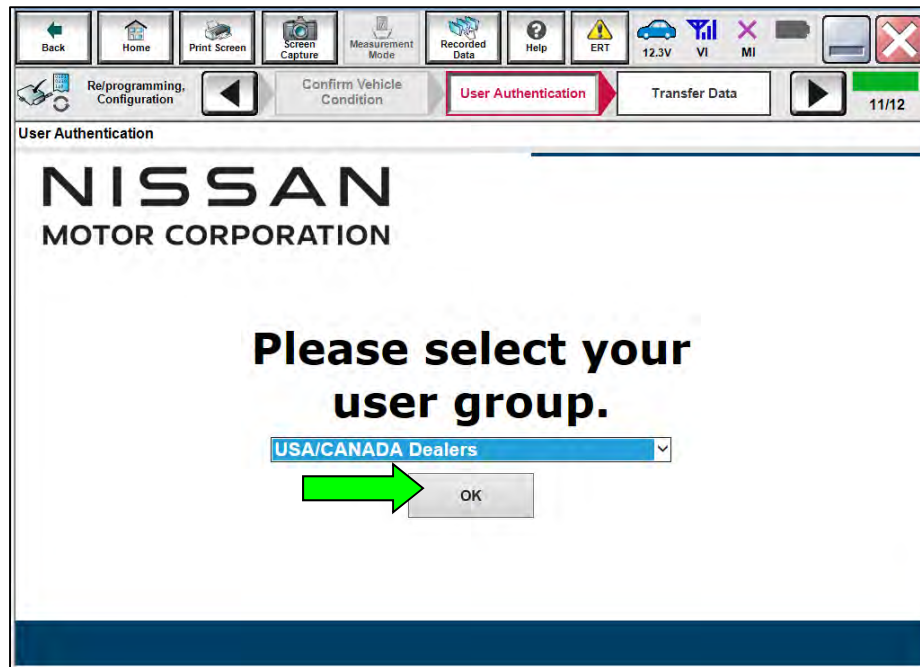 Back
Home
Print Screen
Screen
Capture
Measurement
Mode
Recorded
Data
Help
ERT
12.3V
VI
MI
Re/programming,
Configuration
Confirm Vehicle
Condition
User Authentication
Transfer Data
11/12
User Authentication
NISSAN
MOTOR CORPORATION
Please select your
user group.
USA/CANADA Dealers
OK